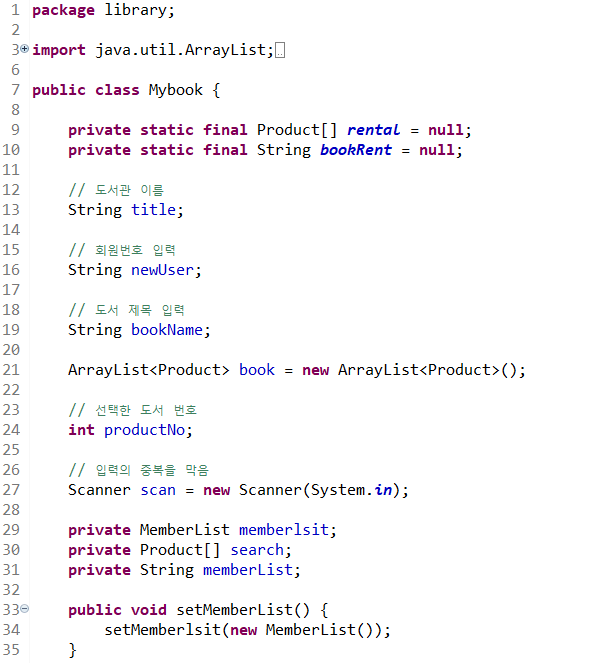 1 package library;
2
3 import java.util.ArrayList;
6
7 public class Mybook {
8
9 private static final Product[] rental = null;
10 private static final String bookRent = null;
11
12 // 도서관 이름
13 String title;
14
15 // 회원번호 입력
16 String newUser;
17
18 // 도서 제목 입력
19 String bookName;
20
21 ArrayList<Product> book = new ArrayList<Product>();
22
23 // 선택한 도서 번호
24 int productNo;
25
26 // 입력의 중복을 막음
27 Scanner scan = new Scanner(System.in);
28
29 private MemberList memberlsit;
30 private Product[] search;
31 private String memberList;
32
33 public void setMemberList() {
34 setMemberlsit(new MemberList());
35 }